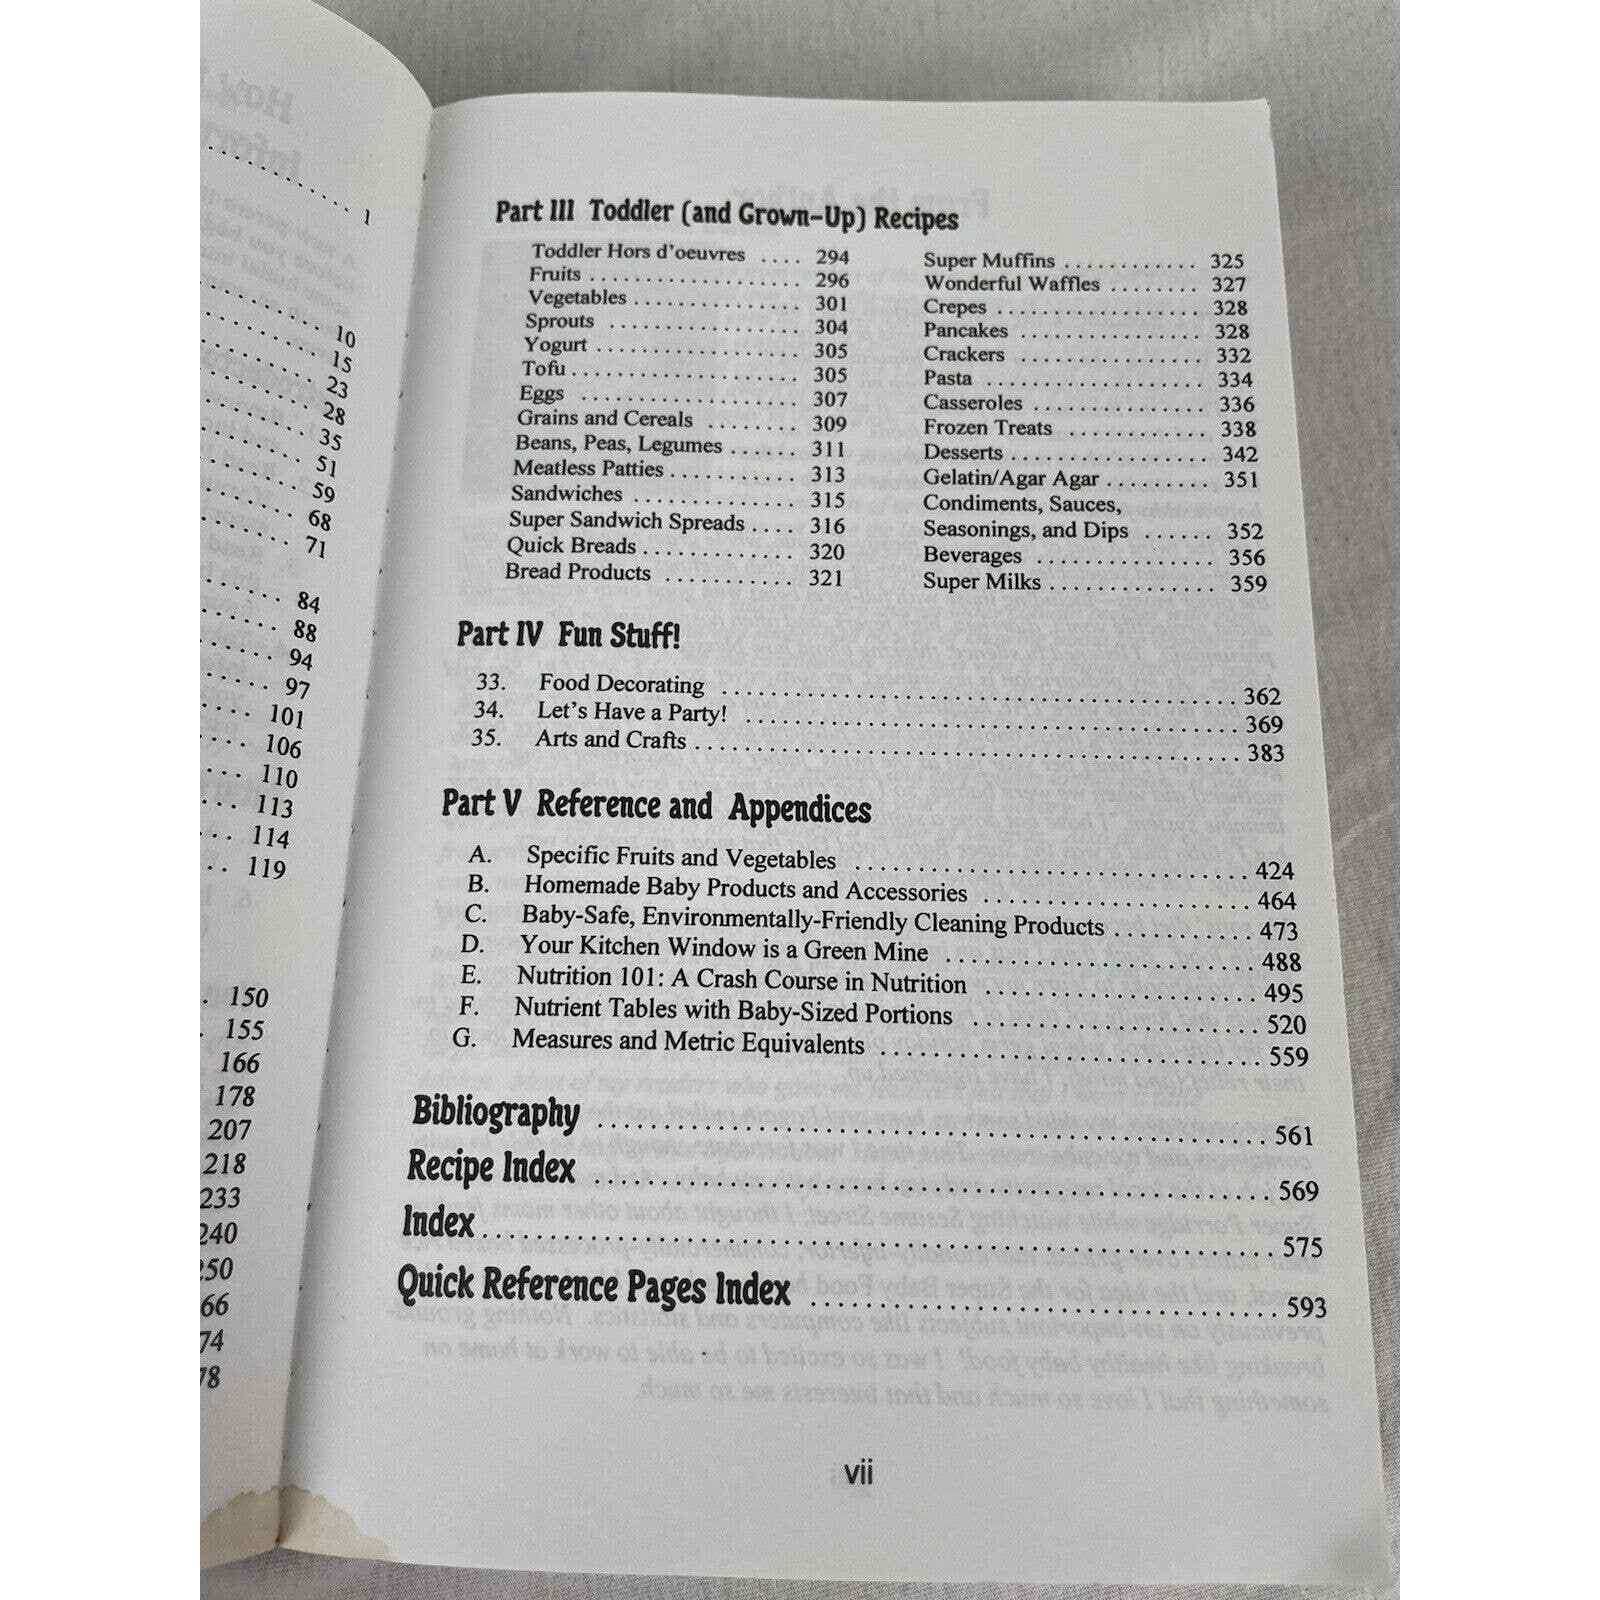 1
10
15
23
28
35
51
59
68
71
84
88
94
97
101
106
110
113
114
119
150
155
166
178
207
218
233
240
250
66
74
78
Part III Toddler (and Grown-Up) Recipes
Toddler Hors d'oeuvres .... 294
Fruits ................. 296
Vegetables ............... 301
Sprouts ................. 304
Yogurt .................. 305
Tofu .................... 305
Eggs ................... 307
Grains and Cereals ........ 309
Beans, Peas, Legumes ...... 311
Meatless Patties ........... 313
Sandwiches .............. 315
Super Sandwich Spreads .... 316
Quick Breads ............. 320
Bread Products ........... 321
Super Muffins ............ 325
Wonderful Waffles ........ 327
Crepes .................. 328
Pancakes ................ 328
Crackers ................ 332
Pasta ................... 334
Casseroles ............... 336
Frozen Treats ............ 338
Desserts ................. 342
Gelatin/Agar Agar ......... 351
Condiments, Sauces,
Seasonings, and Dips ...... 352
Beverages ................ 356
Super Milks ............... 359
Part IV Fun Stuff!
33. Food Decorating ........................................ 362
34. Let's Have a Party! ...................................... 369
35. Arts and Crafts .......................................... 383
Part V Reference and Appendices
A. Specific Fruits and Vegetables .............................. 424
B. Homemade Baby Products and Accessories ..................... 464
C. Baby-Safe, Environmentally-Friendly Cleaning Products ............ 473
D. Your Kitchen Window is a Green Mine ........................ 488
E. Nutrition 101: A Crash Course in Nutrition ..................... 495
F. Nutrient Tables with Baby-Sized Portions ...................... 520
G. Measures and Metric Equivalents ............................. 559
Bibliography .................................................. 561
Recipe Index .................................................. 569
Index ......................................................... 575
Quick Reference Pages Index ................................... 593
vii